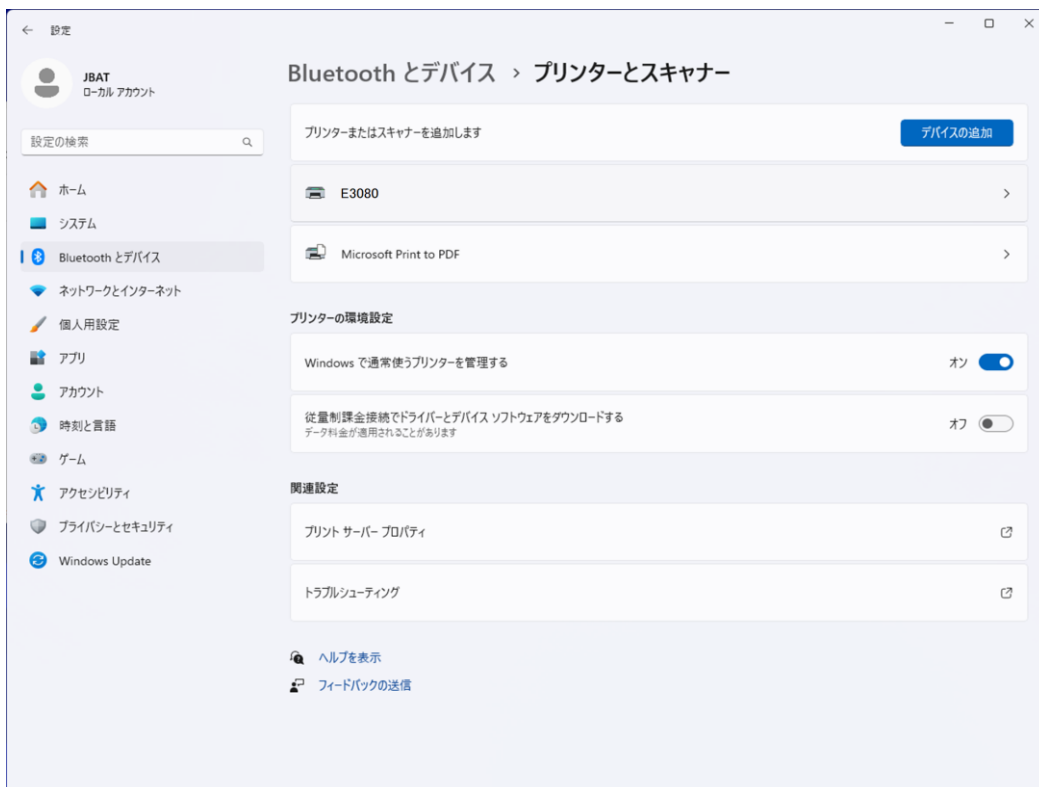 設定
JBAT
ローカル アカウント
設定の検索
ホーム
システム
Bluetooth とデバイス
ネットワークとインターネット
個人用設定
アプリ
アカウント
時刻と言語
ゲーム
アクセシビリティ
プライバシーとセキュリティ
Windows Update
Bluetooth とデバイス › プリンターとスキャナー
プリンターまたはスキャナーを追加します
デバイスの追加
E3080
Microsoft Print to PDF
プリンターの環境設定
Windows で通常使うプリンターを管理する
オン
従量制課金接続でドライバーとデバイス ソフトウェアをダウンロードする
データ料金が適用されることがあります
オフ
関連設定
プリント サーバー プロパティ
トラブルシューティング
ヘルプを表示
フィードバックの送信